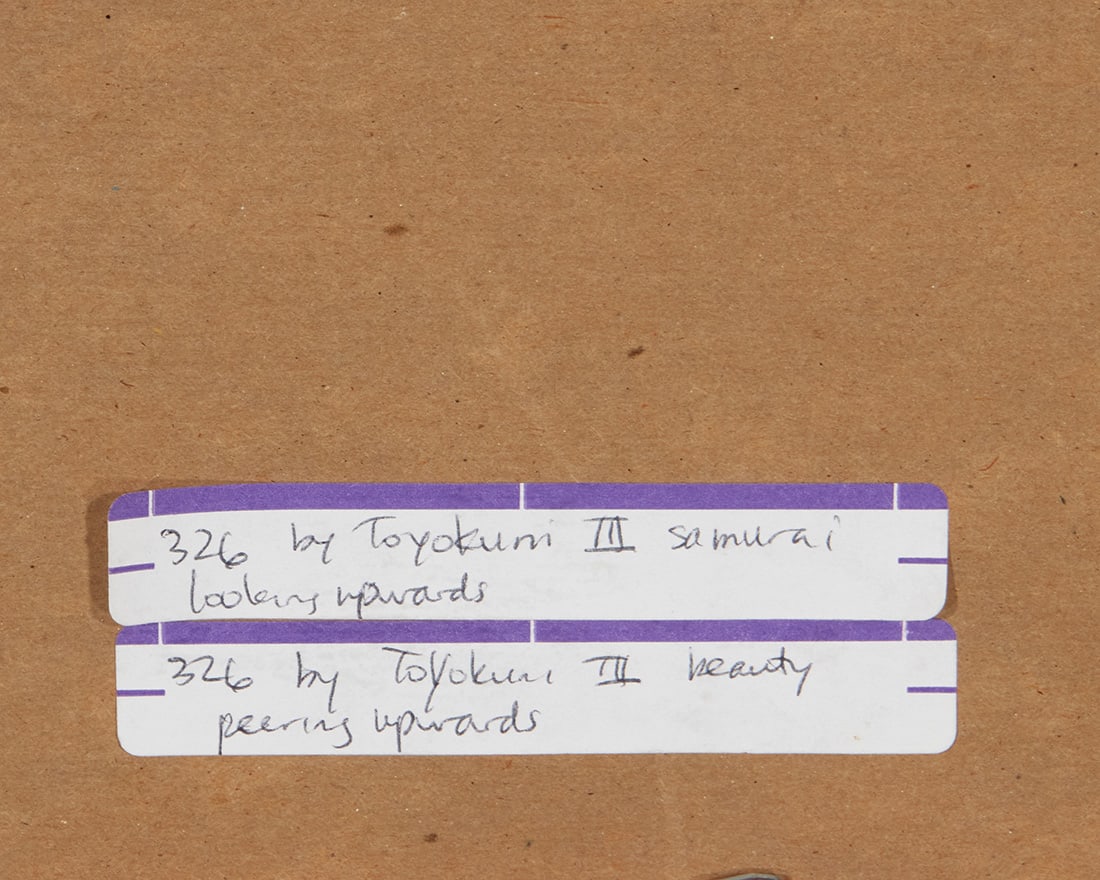 326 by Toyokuni III samurai
looking upwards
326 by Toyokuni III beauty
peering upwards